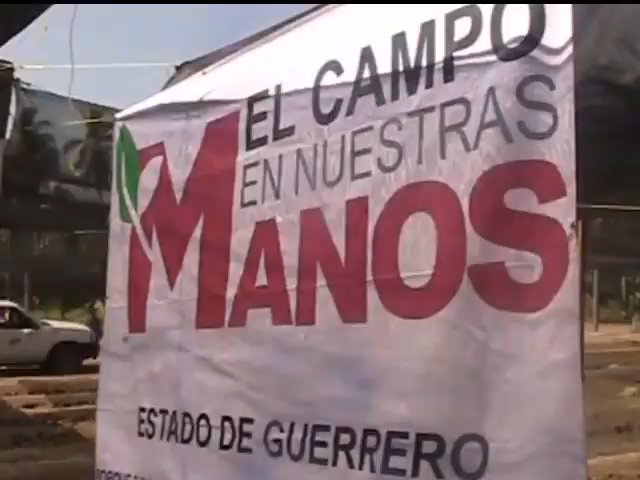 EL CAMPO
EN NUESTRAS
MANOS
ESTADO DE GUERRERO